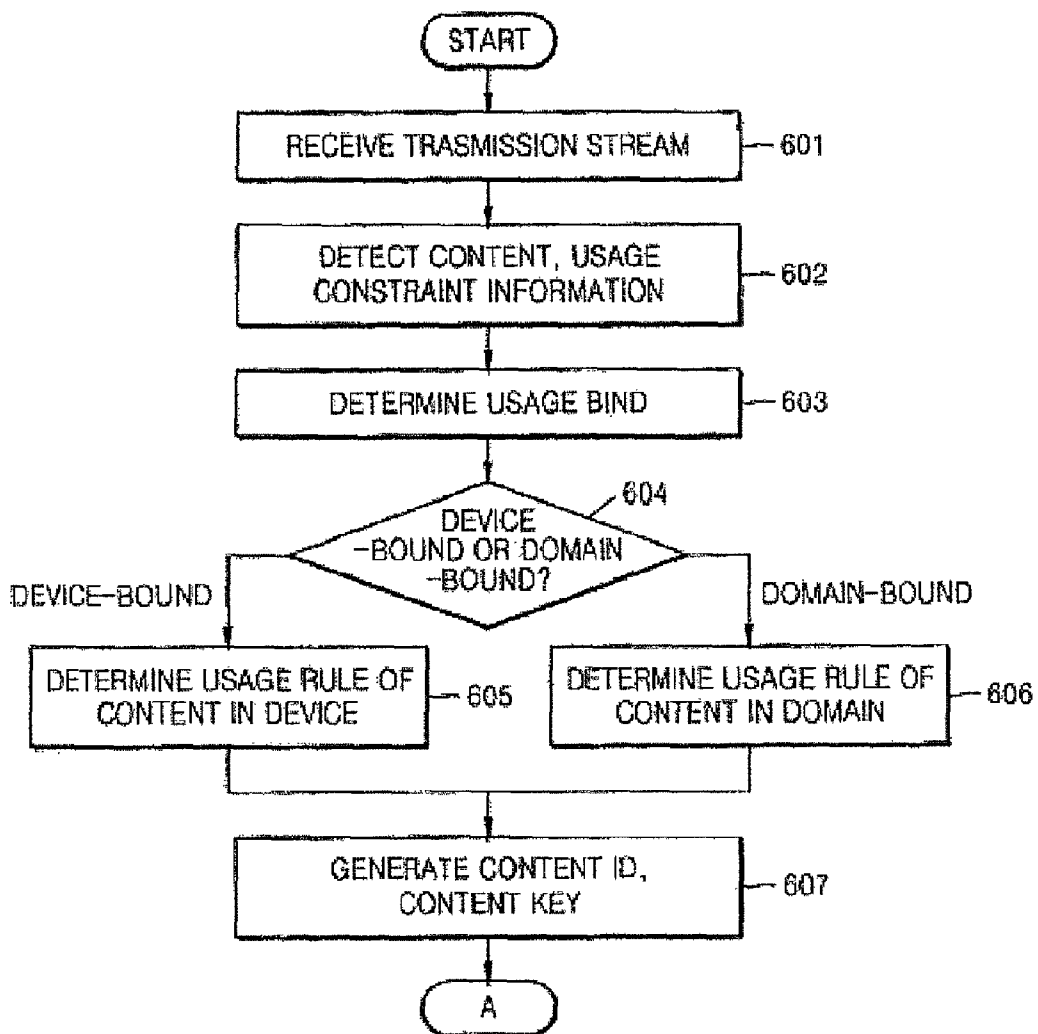 START
RECEIVE TRASMISSION STREAM
601
DETECT CONTENT, USAGE
CONSTRAINT INFORMATION
602
DETERMINE USAGE BIND
603
604
DEVICE
-BOUND OR DOMAIN
-BOUND?
DEVICE-BOUND
DOMAIN-BOUND
DETERMINE USAGE RULE OF
CONTENT IN DEVICE
605
DETERMINE USAGE RULE OF
CONTENT IN DOMAIN
606
GENERATE CONTENT ID,
CONTENT KEY
607
A